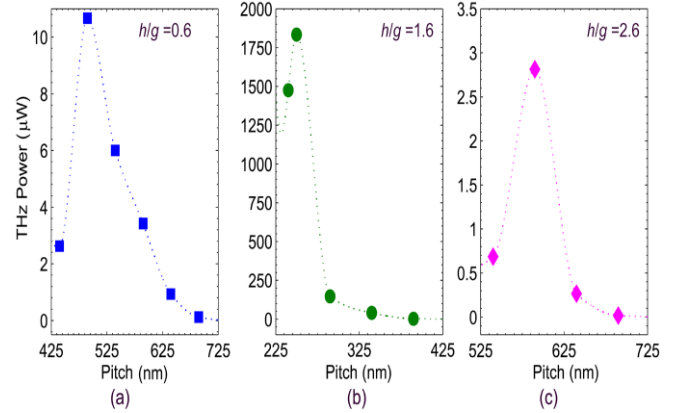 h/g =0.6
THz Power (μW)
10
8
6
4
2
0
425 525 625 725
Pitch (nm)
(a)
h/g =1.6
2000
1750
1500
1250
1000
750
500
250
0
225 325 425
Pitch (nm)
(b)
h/g =2.6
3.5
3
2.5
2
1.5
1
0.5
0
525 625 725
Pitch (nm)
(c)